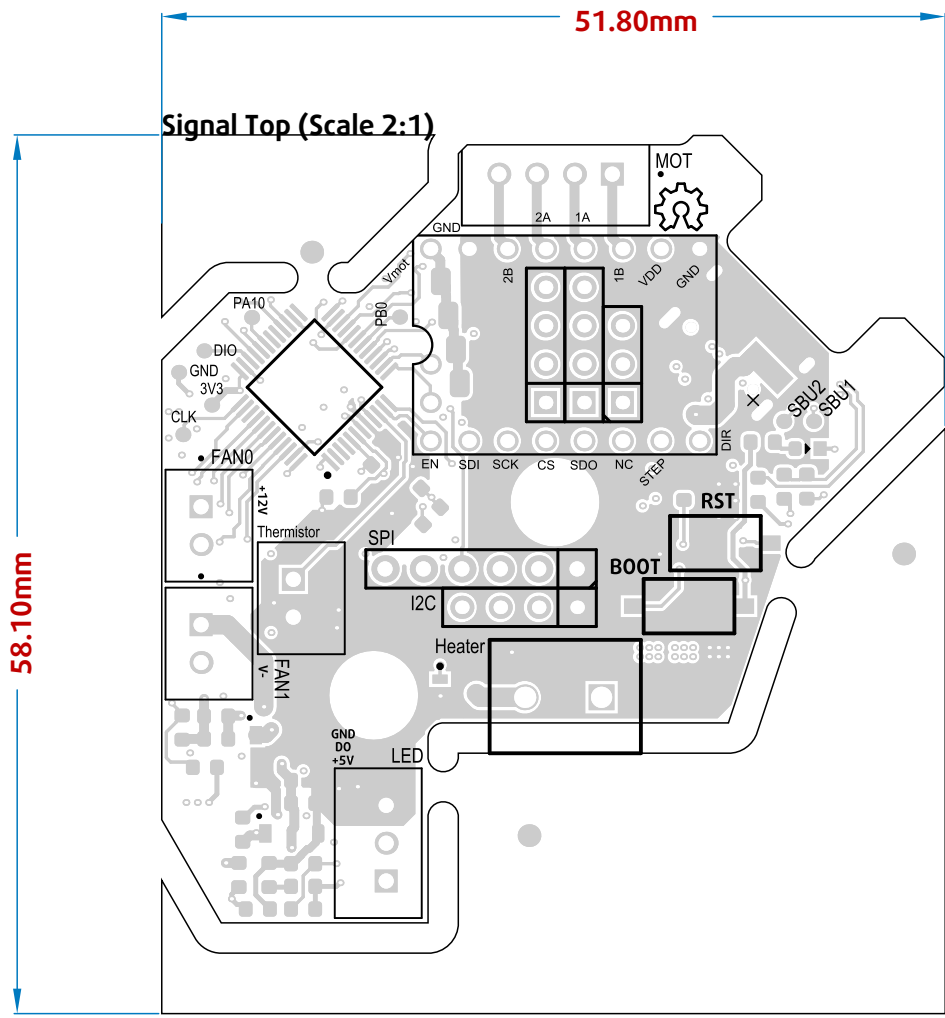 51.80mm
Signal Top (Scale 2:1)
MOT
2A
1A
GND
Vmot
2B
1B
VDD
GND
PA10
PB0
DIO
GND
3V3
CLK
SBU2
SBU1
DIR
EN
SDI
SCK
CS
SDO
NC
STEP
FAN0
+12V
RST
Thermistor
SPI
BOOT
58.10mm
I2C
Heater
V-
FAN1
GND
DO
+5V
LED